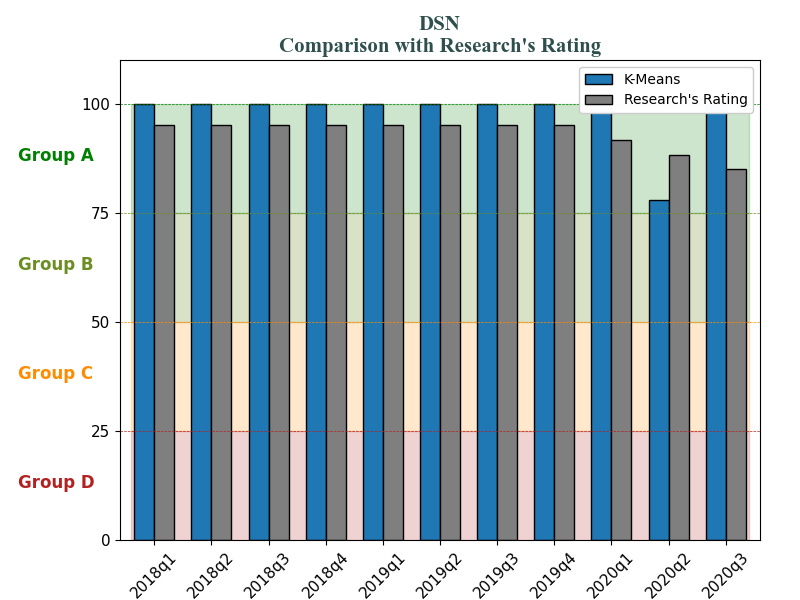 DSN
Comparison with Research's Rating
K-Means
Research's Rating
100
Group A
75
Group B
50
Group C
25
Group D
0
2018q1
2018q2
2018q3
2018q4
2019q1
2019q2
2019q3
2019q4
2020q1
2020q2
2020q3